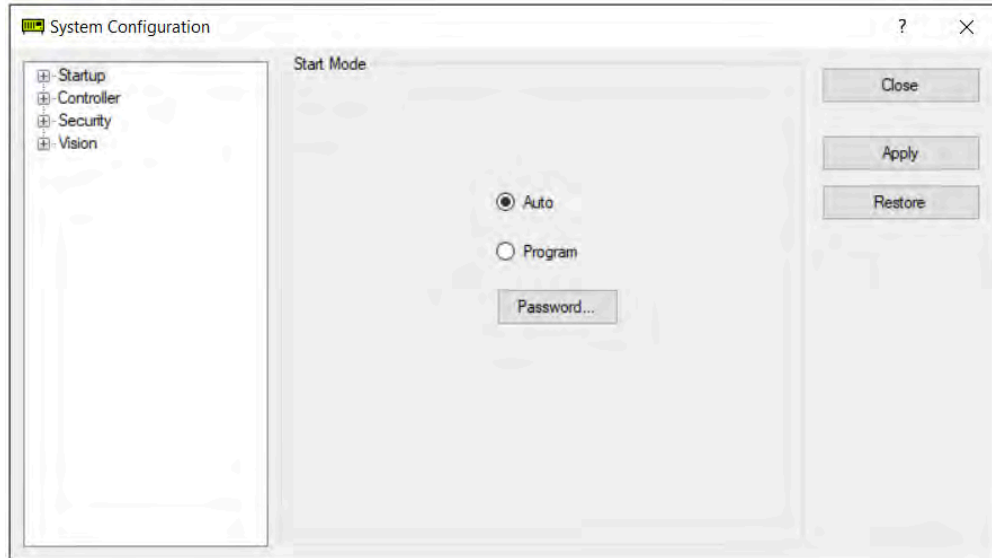 System Configuration
?
Startup
Controller
Security
Vision
Start Mode
Auto
Program
Password...
Close
Apply
Restore